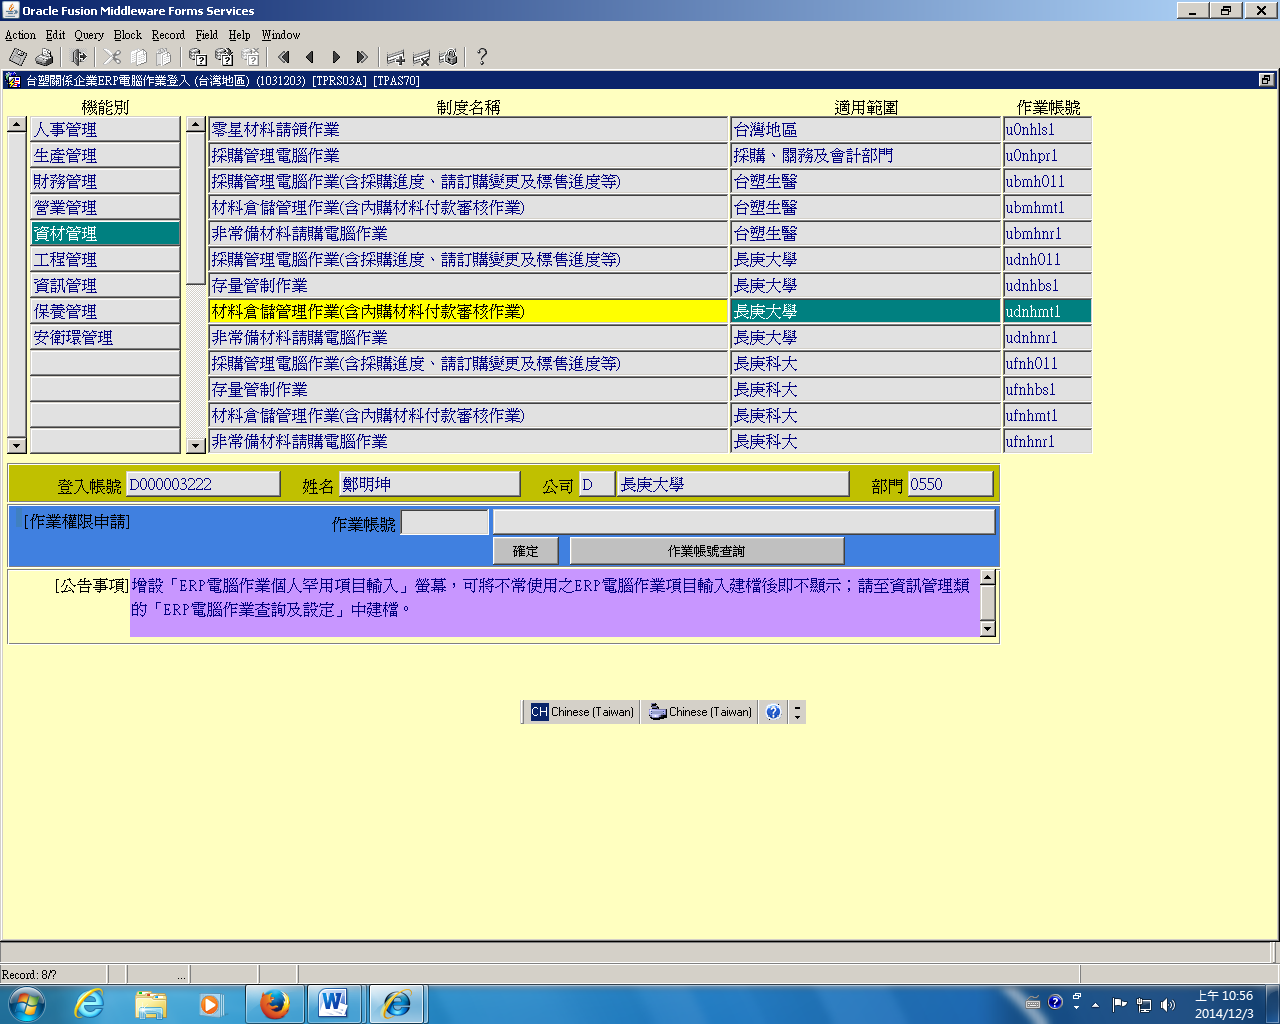 Oracle Fusion Middleware Forms Services
Action Edit Query Block Record Field Help Window
台塑關係企業ERP電腦作業登入 (台灣地區) (1031203) [TPRS03A] [TPAS70]
機能別 制度名稱 適用範圍 作業帳號
人事管理 零星材料請領作業 台灣地區 u0nhls1
生產管理 採購管理電腦作業 採購、關務及會計部門 u0nhpr1
財務管理 採購管理電腦作業(含採購進度、請訂購變更及標售進度等) 台塑生醫 ubmh011
營業管理 材料倉儲管理作業(含內購材料付款審核作業) 台塑生醫 ubmhmt1
資材管理 非常備材料請購電腦作業 台塑生醫 ubmhnr1
工程管理 採購管理電腦作業(含採購進度、請訂購變更及標售進度等) 長庚大學 udnh011
資訊管理 存量管制作業 長庚大學 udnhbs1
保養管理 材料倉儲管理作業(含內購材料付款審核作業) 長庚大學 udnhmt1
安衛環管理 非常備材料請購電腦作業 長庚大學 udnhnr1
採購管理電腦作業(含採購進度、請訂購變更及標售進度等) 長庚科大 ufnh011
存量管制作業 長庚科大 ufnhbs1
材料倉儲管理作業(含內購材料付款審核作業) 長庚科大 ufnhmt1
非常備材料請購電腦作業 長庚科大 ufnhnr1
登入帳號 D000003222 姓名 鄭明坤 公司 D 長庚大學 部門 0550
[作業權限申請] 作業帳號
確定 作業帳號查詢
[公告事項] 增設「ERP電腦作業個人罕用項目輸入」螢幕，可將不常使用之ERP電腦作業項目輸入建檔後即不顯示；請至資訊管理類
的「ERP電腦作業查詢及設定」中建檔。
CH Chinese (Taiwan) Chinese (Taiwan)
Record: 8/? ...
上午 10:56
2014/12/3